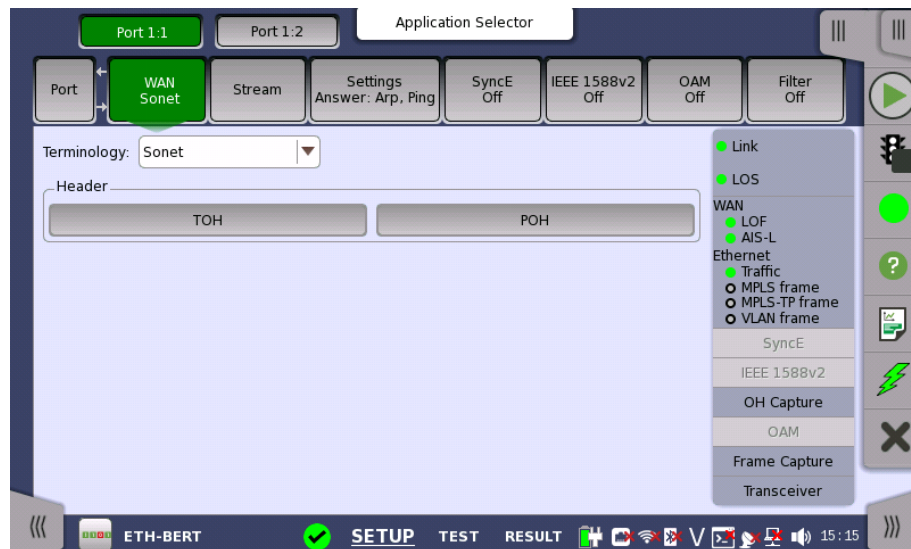 Application Selector
Port 1:1
Port 1:2
Port
WAN
Sonet
Stream
Settings
Answer: Arp, Ping
SyncE
Off
IEEE 1588v2
Off
OAM
Off
Filter
Off
Terminology: Sonet
Header
TOH
POH
Link
LOS
WAN
LOF
AIS-L
Ethernet
Traffic
MPLS frame
MPLS-TP frame
VLAN frame
SyncE
IEEE 1588v2
OH Capture
OAM
Frame Capture
Transceiver
ETH-BERT
SETUP
TEST
RESULT
15:15